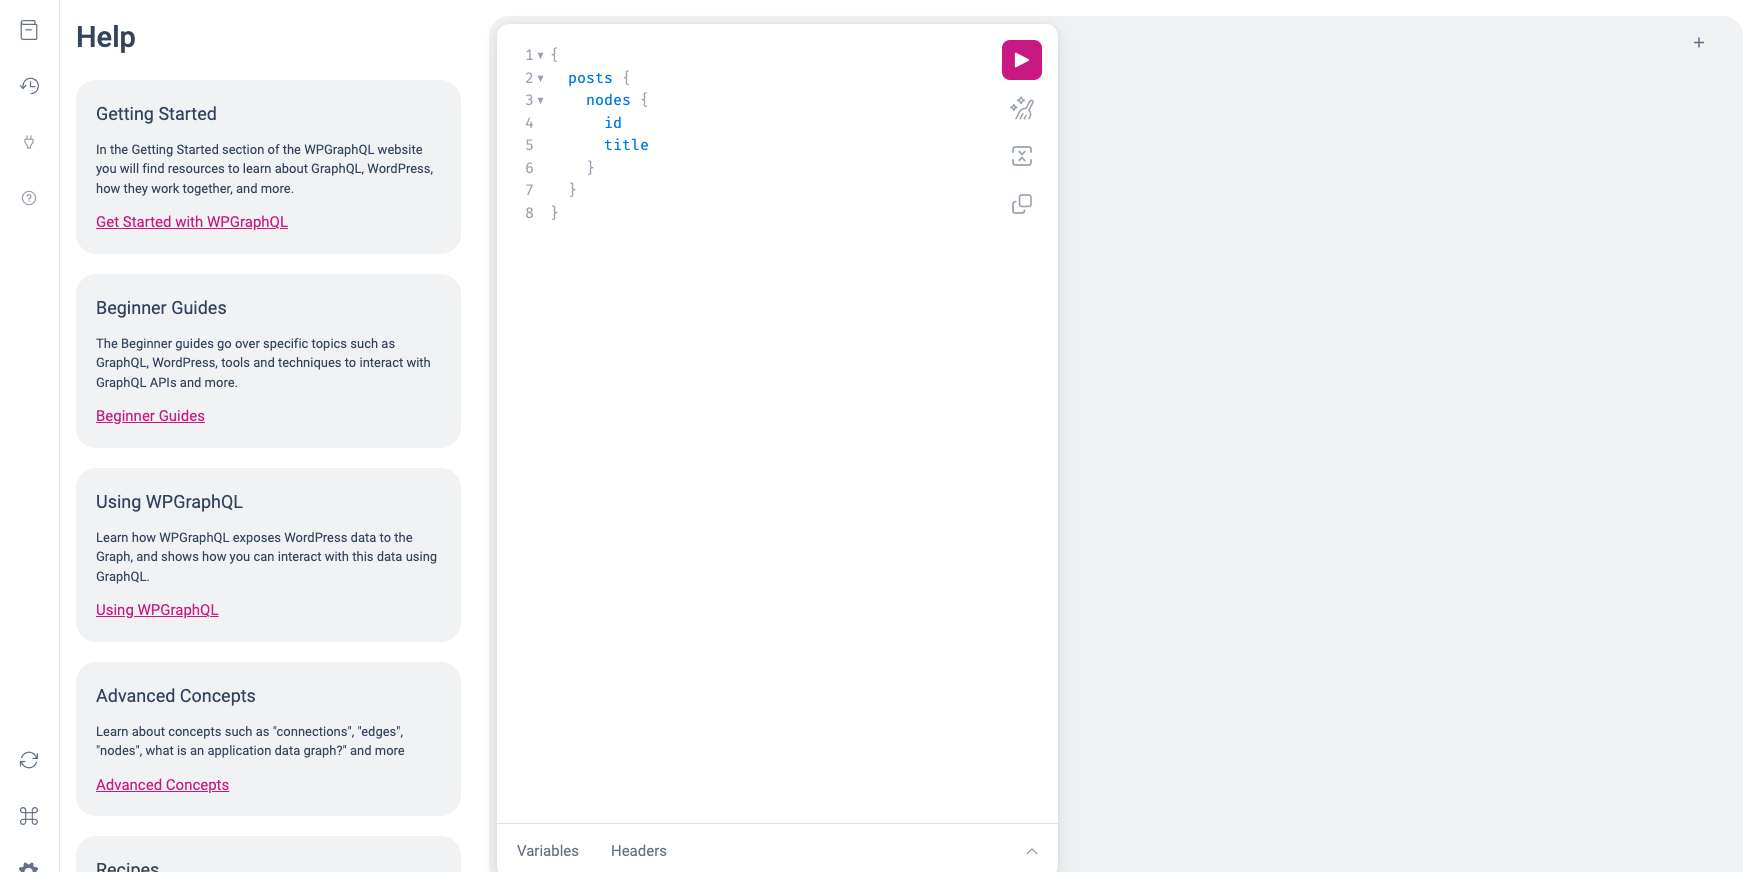 Help
Getting Started
In the Getting Started section of the WPGraphQL website
you will find resources to learn about GraphQL, WordPress,
how they work together, and more.
Get Started with WPGraphQL
Beginner Guides
The Beginner guides go over specific topics such as
GraphQL, WordPress, tools and techniques to interact with
GraphQL APIs and more.
Beginner Guides
Using WPGraphQL
Learn how WPGraphQL exposes WordPress data to the
Graph, and shows how you can interact with this data using
GraphQL.
Using WPGraphQL
Advanced Concepts
Learn about concepts such as "connections", "edges",
"nodes", what is an application data graph?" and more
Advanced Concepts
Recipes
1 {
2 posts {
3 nodes {
4 id
5 title
6 }
7 }
8 }
Variables Headers